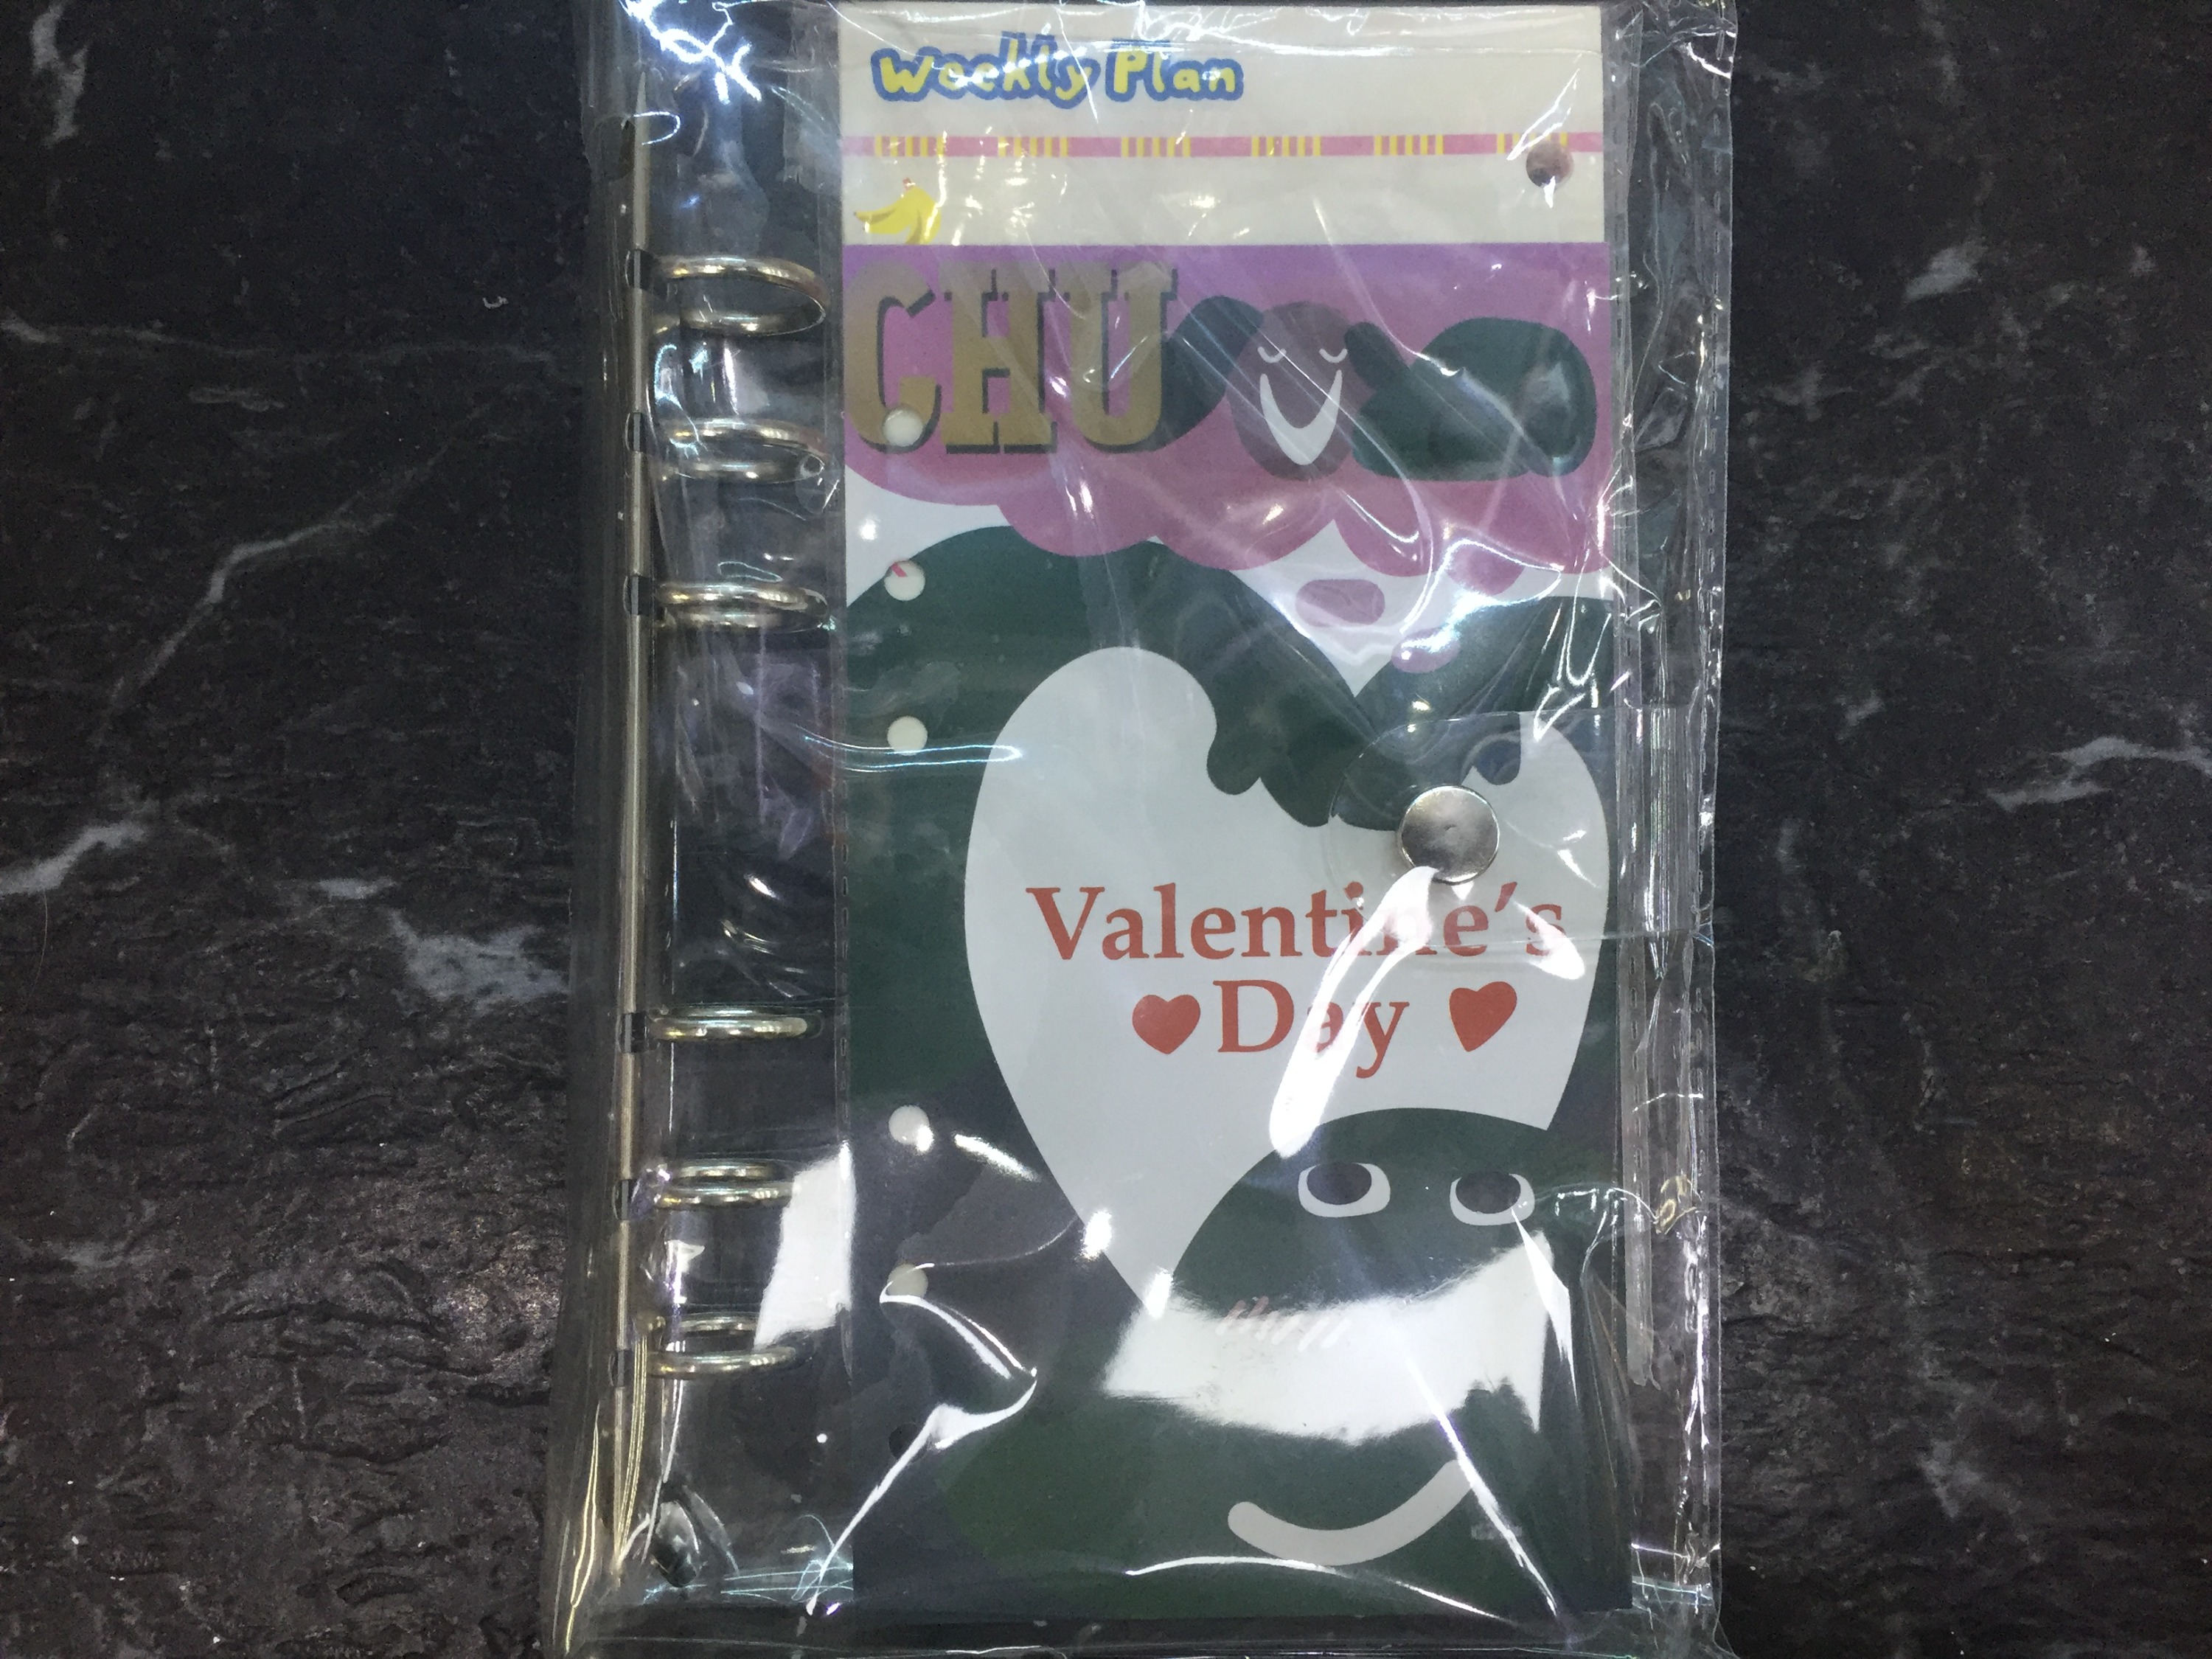 Weekly Plan
CHU
Valentine's
Day